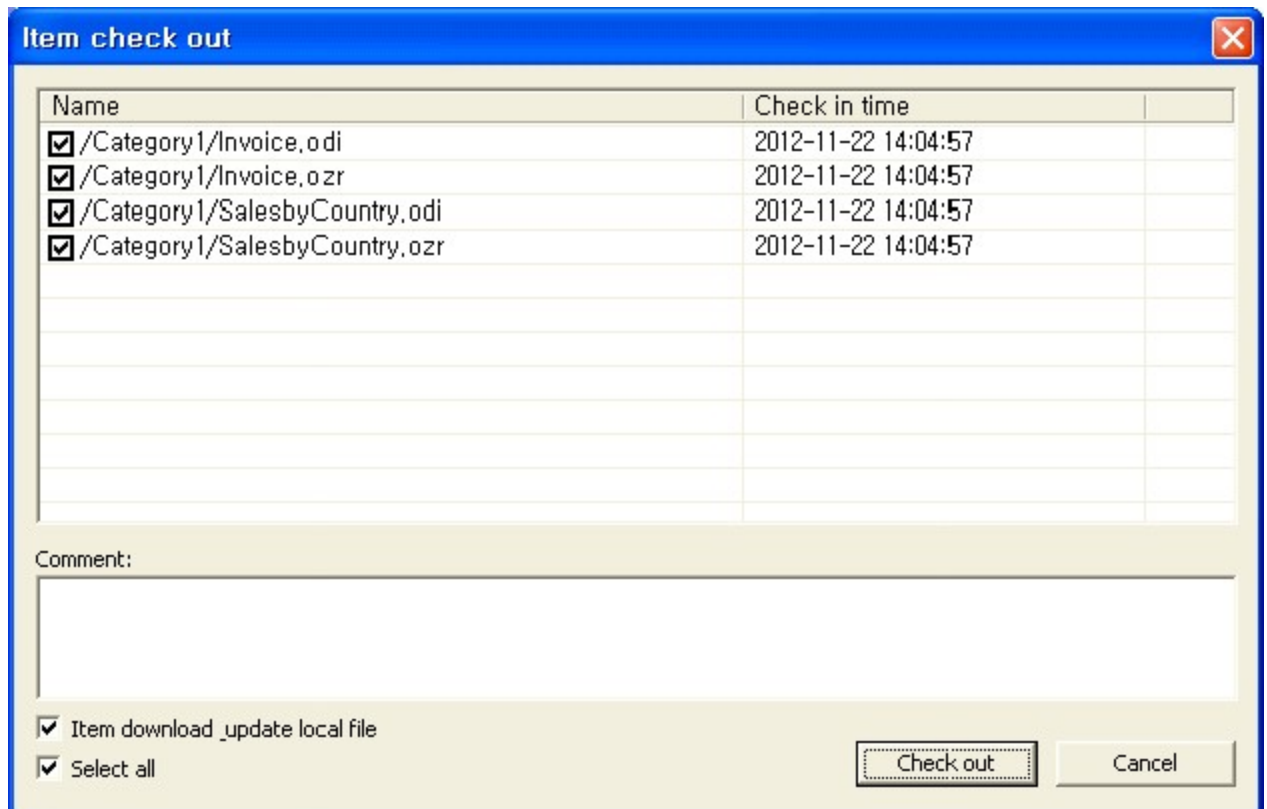 Item check out
Name Check in time
/Category1/Invoice.odi 2012-11-22 14:04:57
/Category1/Invoice.ozr 2012-11-22 14:04:57
/Category1/SalesbyCountry.odi 2012-11-22 14:04:57
/Category1/SalesbyCountry.ozr 2012-11-22 14:04:57
Comment:
Item download _update local file
Select all
Check out Cancel